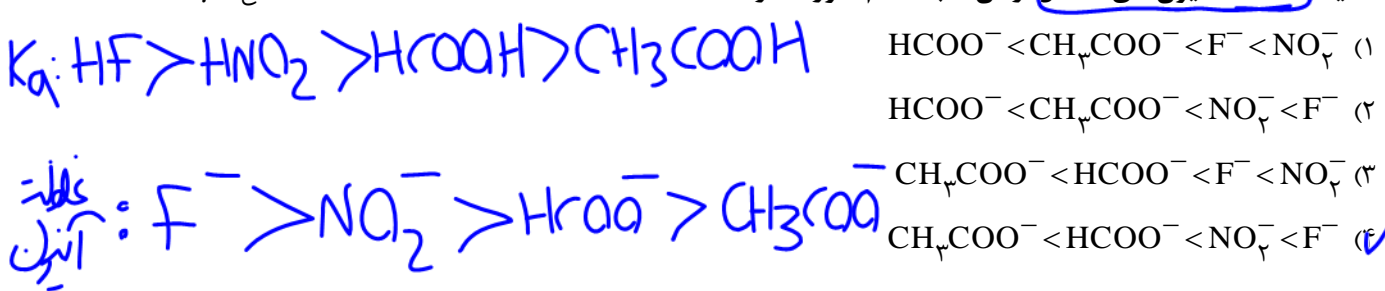 Ka: HF > HNO2 > HCOOH > CH3COOH
غلظت آنیون : F⁻ > NO2⁻ > HCOO⁻ > CH3COO⁻
۱) HCOO⁻ < CH۳COO⁻ < F⁻ < NO۲⁻
۲) HCOO⁻ < CH۳COO⁻ < NO۲⁻ < F⁻
۳) CH۳COO⁻ < HCOO⁻ < F⁻ < NO۲⁻
۴) CH۳COO⁻ < HCOO⁻ < NO۲⁻ < F⁻